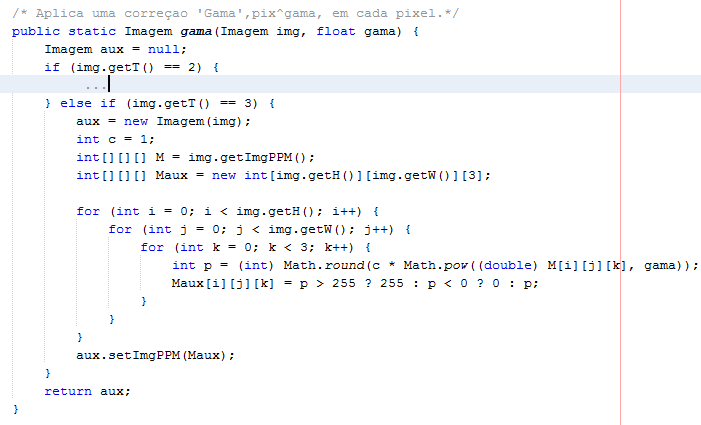 /* Aplica uma correçao 'Gama',pix^gama, em cada pixel.*/
public static Imagem gama(Imagem img, float gama) {
    Imagem aux = null;
    if (img.getT() == 2) {
         ...
    } else if (img.getT() == 3) {
        aux = new Imagem(img);
        int c = 1;
        int[][][] M = img.getImgPPM();
        int[][][] Maux = new int[img.getH()][img.getW()][3];

        for (int i = 0; i < img.getH(); i++) {
            for (int j = 0; j < img.getW(); j++) {
                for (int k = 0; k < 3; k++) {
                    int p = (int) Math.round(c * Math.pow((double) M[i][j][k], gama));
                    Maux[i][j][k] = p > 255 ? 255 : p < 0 ? 0 : p;
                }
            }
        }
        aux.setImgPPM(Maux);
    }
    return aux;
}